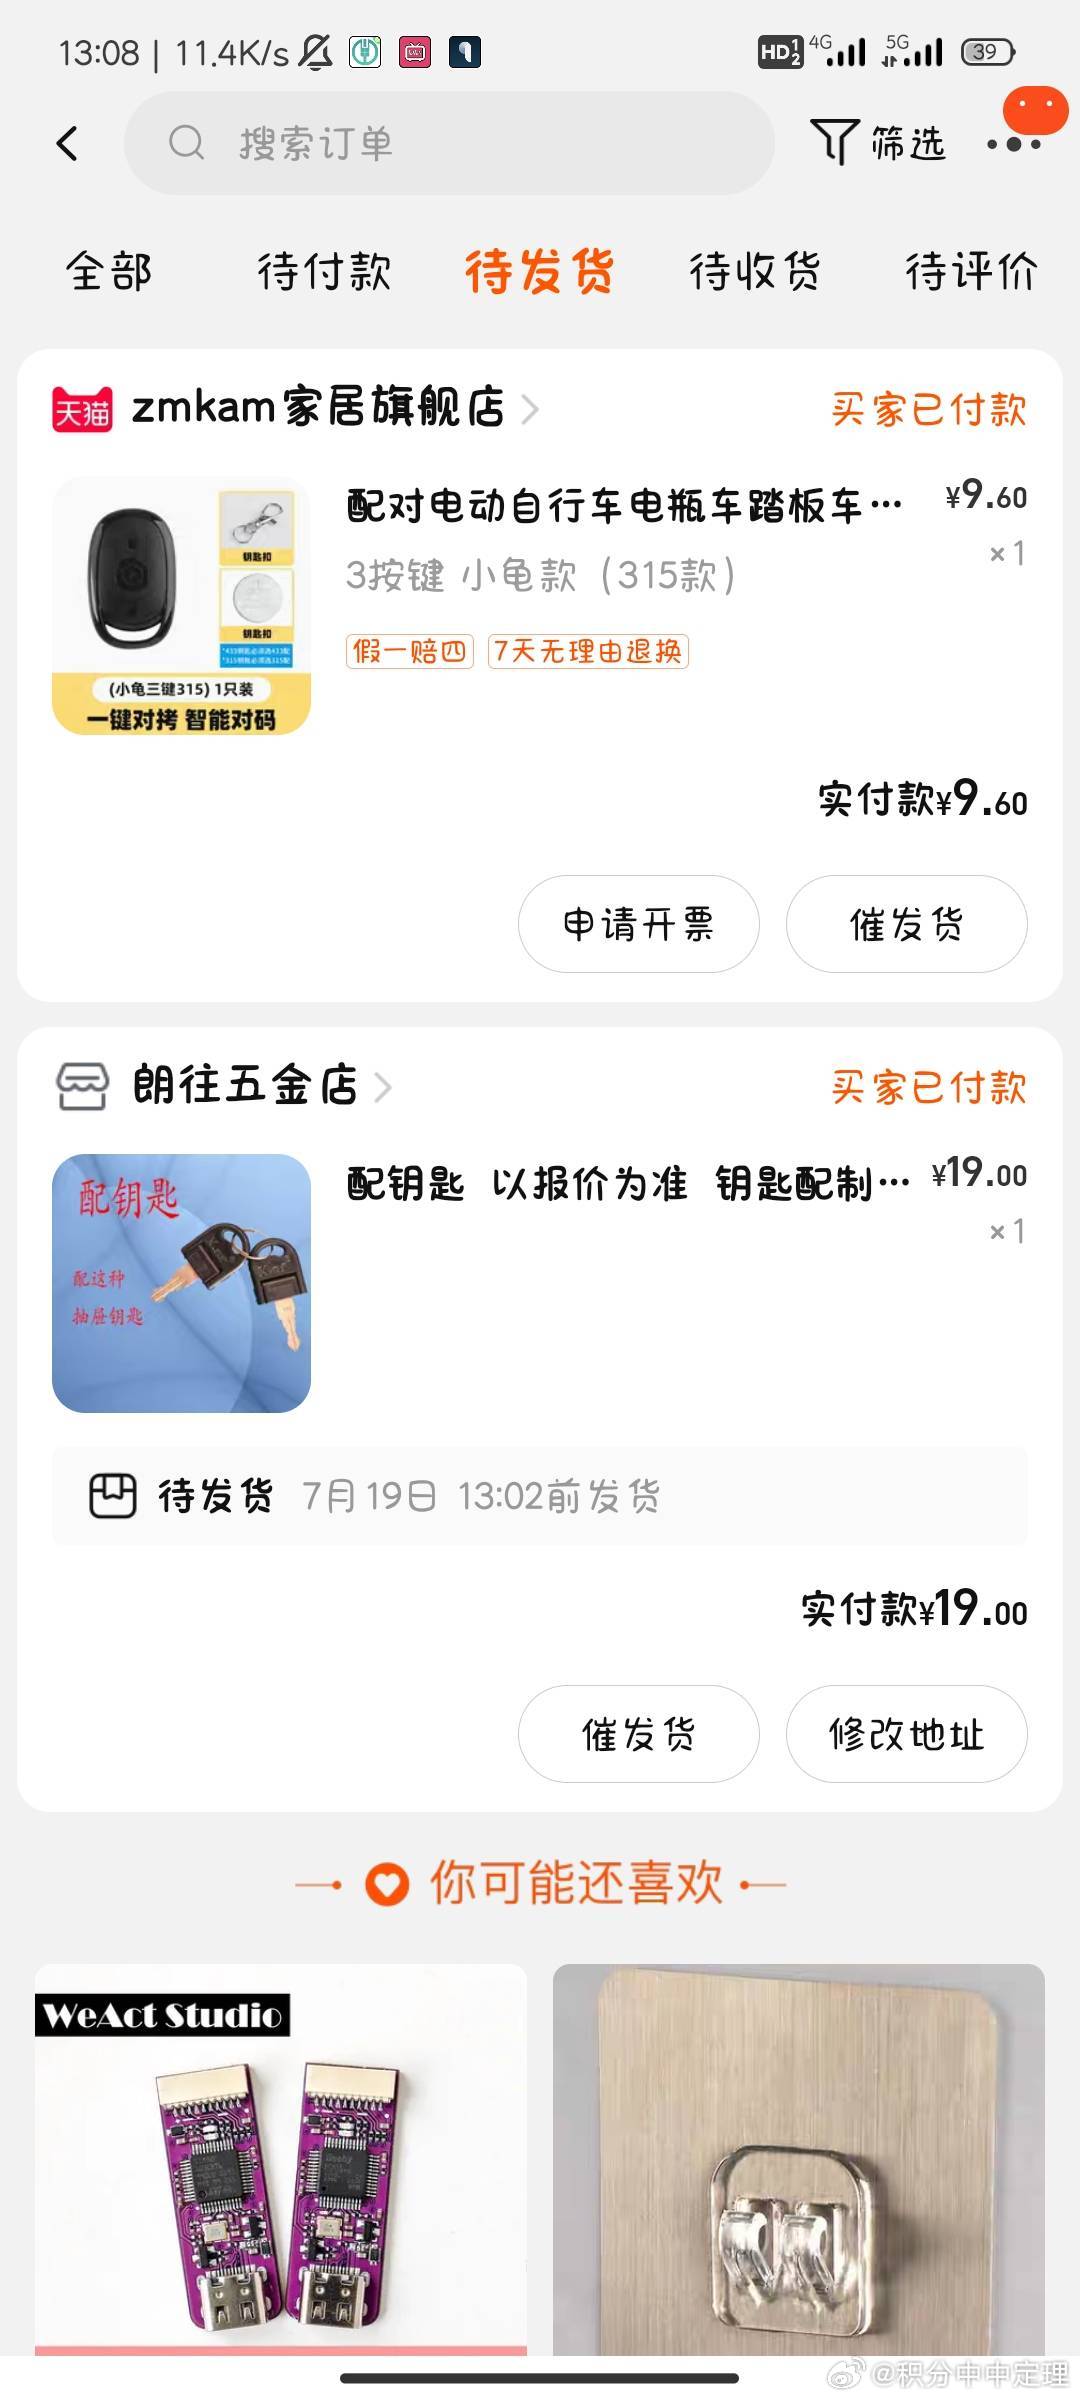 13:08 | 11.4K/s HD 1 2 4G 5G 39
搜索订单 筛选
全部 待付款 待发货 待收货 待评价
天猫 zmkam家居旗舰店 买家已付款
配对电动自行车电瓶车踏板车… ¥9.60
3按键 小龟款（315款） ×1
假一赔四 7天无理由退换
钥匙扣
钥匙扣
(小龟三键315) 1只装
一键对拷 智能对码
实付款¥9.60
申请开票 催发货
朗往五金店 买家已付款
配钥匙 以报价为准 钥匙配制… ¥19.00
×1
配钥匙
配这种
抽屉钥匙
待发货 7月19日 13:02前发货
实付款¥19.00
催发货 修改地址
你可能还喜欢
WeAct Studio
@积分中中定理